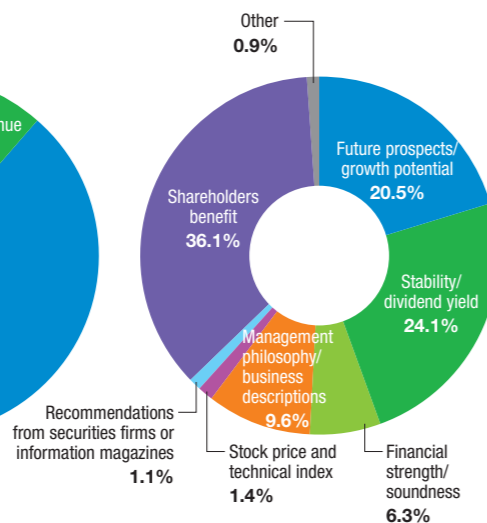 Other
0.9%
nue
Future prospects/
growth potential
20.5%
Shareholders
benefit
36.1%
Stability/
dividend yield
24.1%
Management
philosophy/
business
descriptions
9.6%
Recommendations
from securities firms or
information magazines
1.1%
Stock price and
technical index
1.4%
Financial
strength/
soundness
6.3%